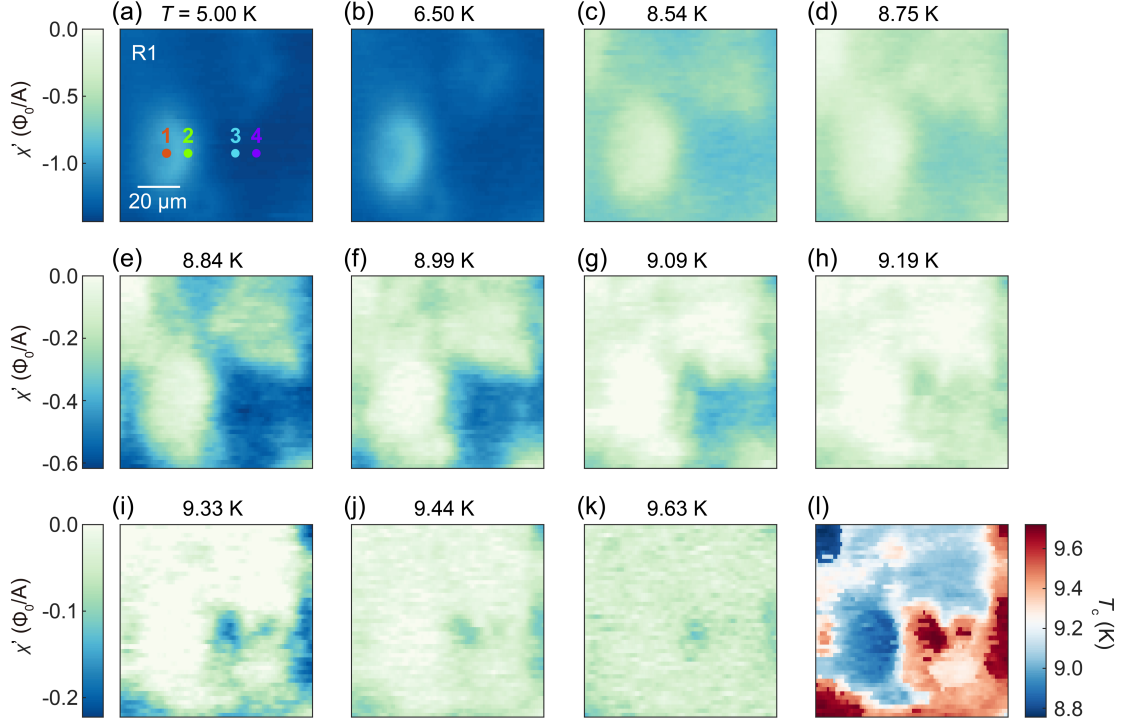 (a) T = 5.00 K
(b) 6.50 K
(c) 8.54 K
(d) 8.75 K
0.0
-0.5
-1.0
χ' (Φ₀/A)
R1
1 2 3 4
20 μm
(e) 8.84 K
(f) 8.99 K
(g) 9.09 K
(h) 9.19 K
0.0
-0.2
-0.4
-0.6
χ' (Φ₀/A)
(i) 9.33 K
(j) 9.44 K
(k) 9.63 K
(l)
0.0
-0.1
-0.2
χ' (Φ₀/A)
9.6
9.4
9.2
9.0
8.8
T_c (K)